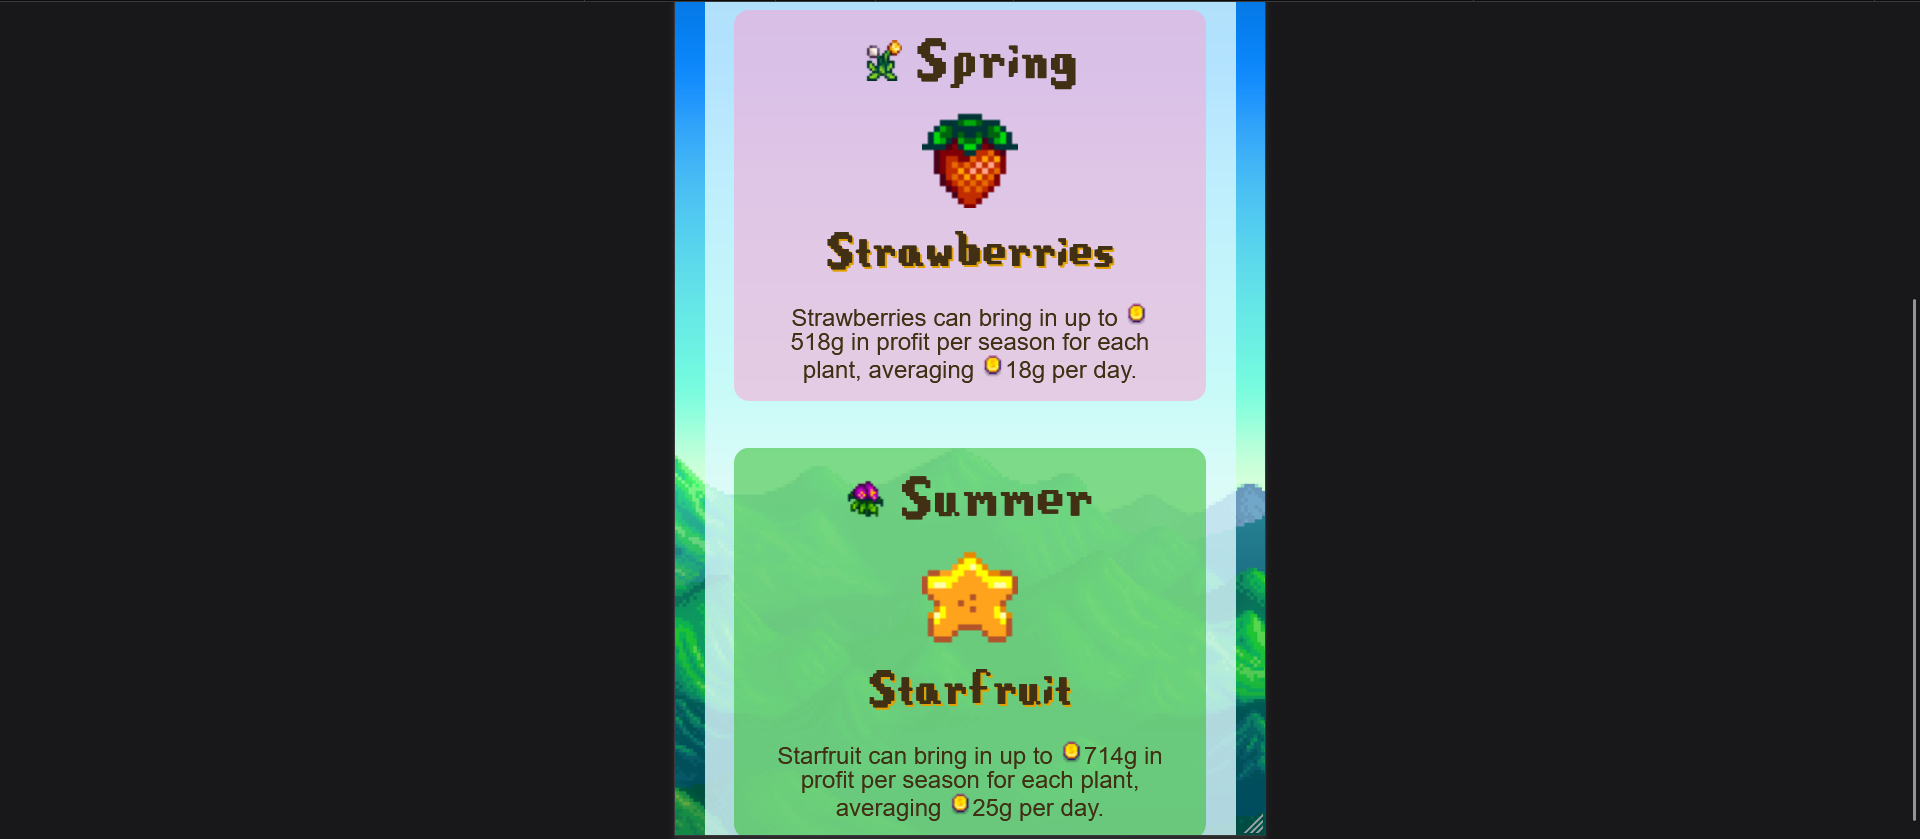 Spring
Strawberries
Strawberries can bring in up to
518g in profit per season for each
plant, averaging 18g per day.
Summer
Starfruit
Starfruit can bring in up to 714g in
profit per season for each plant,
averaging 25g per day.